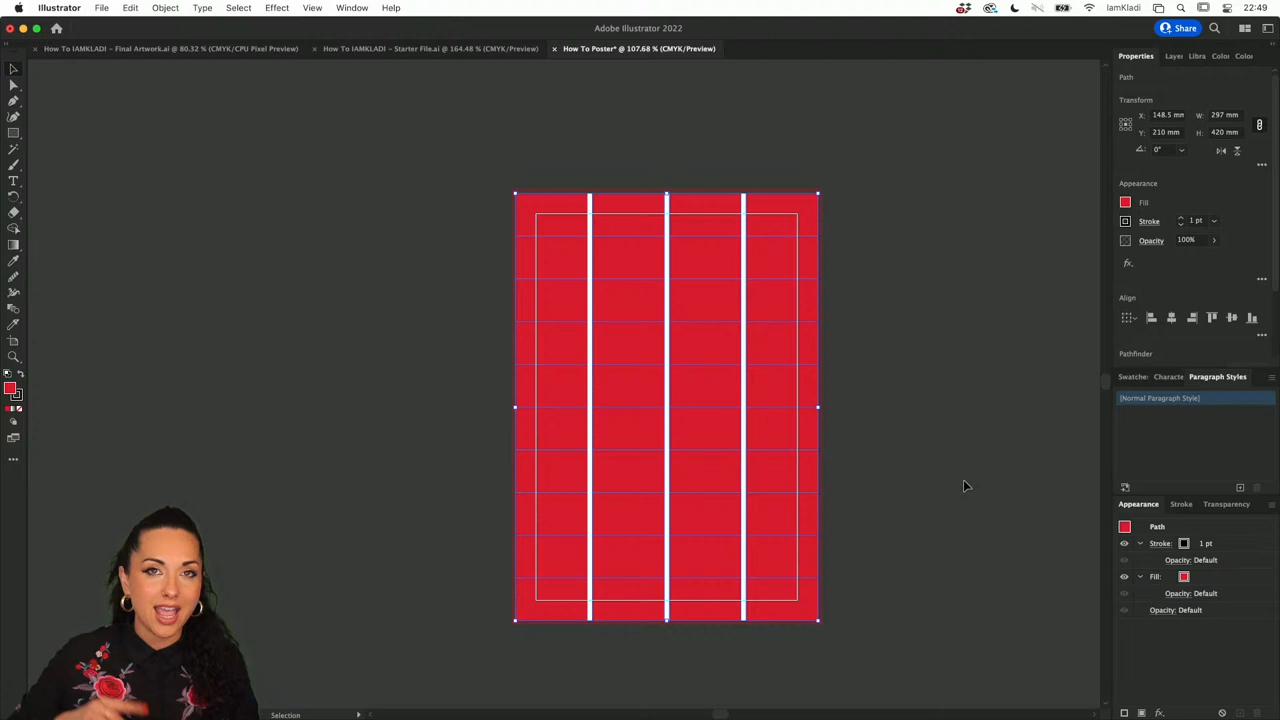 Illustrator File Edit Object Type Select Effect View Window Help IamKladi 22:49
Adobe Illustrator 2022
Share
How To IAMKLADI – Final Artwork.ai @ 80.32 % (CMYK/CPU Pixel Preview)
How To IAMKLADI – Starter File.ai @ 164.48 % (CMYK/Preview)
How To Poster* @ 107.68 % (CMYK/Preview)
Properties Layer Libra Color Color
Path
Transform
X: 148.5 mm W: 297 mm
Y: 210 mm H: 420 mm
0°
Appearance
Fill
Stroke 1 pt
Opacity 100%
fx
Align
Pathfinder
Swatche Characte Paragraph Styles
[Normal Paragraph Style]
Appearance Stroke Transparency
Path
Stroke: 1 pt
Opacity: Default
Fill:
Opacity: Default
Opacity: Default
fx
Selection